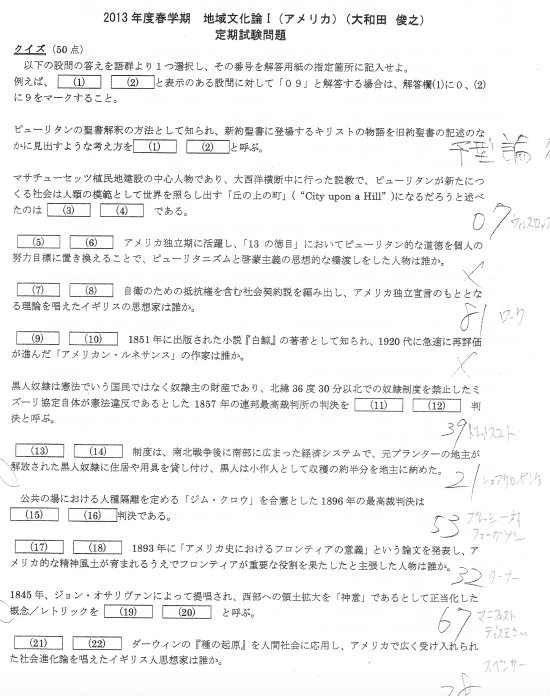 2013 年度春学期　地域文化論Ⅰ（アメリカ）（大和田　俊之）
定期試験問題
クイズ（50 点）
以下の設問の答えを語群より１つ選択し、その番号を解答用紙の指定箇所に記入せよ。
例えば、 (1) (2) と表示のある設問に対して「０９」と解答する場合は、解答欄(1)に０、(2)
に９をマークすること。
ピューリタンの聖書解釈の方法として知られ、新約聖書に登場するキリストの物語を旧約聖書の記述のな
かに見出すような考え方を (1) (2) と呼ぶ。
予型論
マサチューセッツ植民地建設の中心人物であり、大西洋横断中に行った説教で、ピューリタンが新たにつ
くる社会は人類の模範として世界を照らし出す「丘の上の町」(“City upon a Hill”)になるだろうと述べ
たのは (3) (4) である。
07 ウィンスロップ
(5) (6) アメリカ独立期に活躍し、「13 の徳目」においてピューリタン的な道徳を個人の
努力目標に置き換えることで、ピューリタニズムと啓蒙主義の思想的な橋渡しをした人物は誰か。
(7) (8) 自衛のための抵抗権を含む社会契約説を編み出し、アメリカ独立宣言のもととな
る理論を唱えたイギリスの思想家は誰か。
81 ロック
(9) (10) 1851 年に出版された小説『白鯨』の著者として知られ、1920 年代に急速に再評価
が進んだ「アメリカン・ルネサンス」の作家は誰か。
黒人奴隷は憲法でいう国民ではなく奴隷主の財産であり、北緯 36 度 30 分以北での奴隷制度を禁止したミ
ズーリ協定自体が憲法違反であるとした 1857 年の連邦最高裁判所の判決を (11) (12) 判
決と呼ぶ。
39 ドレッドスコット
(13) (14) 制度は、南北戦争後に南部に広まった経済システムで、元プランターの地主が
解放された黒人奴隷に住居や用具を貸し付け、黒人は小作人として収穫の約半分を地主に納めた。
21 シェアクロッピング
公共の場における人種隔離を定める「ジム・クロウ」を合憲とした 1896 年の最高裁判決は
(15) (16) 判決である。
53 プレッシー対ファーガソン
(17) (18) 1893 年に「アメリカ史におけるフロンティアの意義」という論文を発表し、ア
メリカ的な精神風土が育まれるうえでフロンティアが重要な役割を果たしたと主張した人物は誰か。
32 ターナー
1845 年、ジョン・オサリヴァンによって提唱され、西部への領土拡大を「神意」であるとして正当化した
概念／レトリックを (19) (20) と呼ぶ。
67 マニフェスト
デスティニー
(21) (22) ダーウィンの『種の起原』を人間社会に応用し、アメリカで広く受け入れられ
た社会進化論を唱えたイギリス人思想家は誰か。
スペンサー